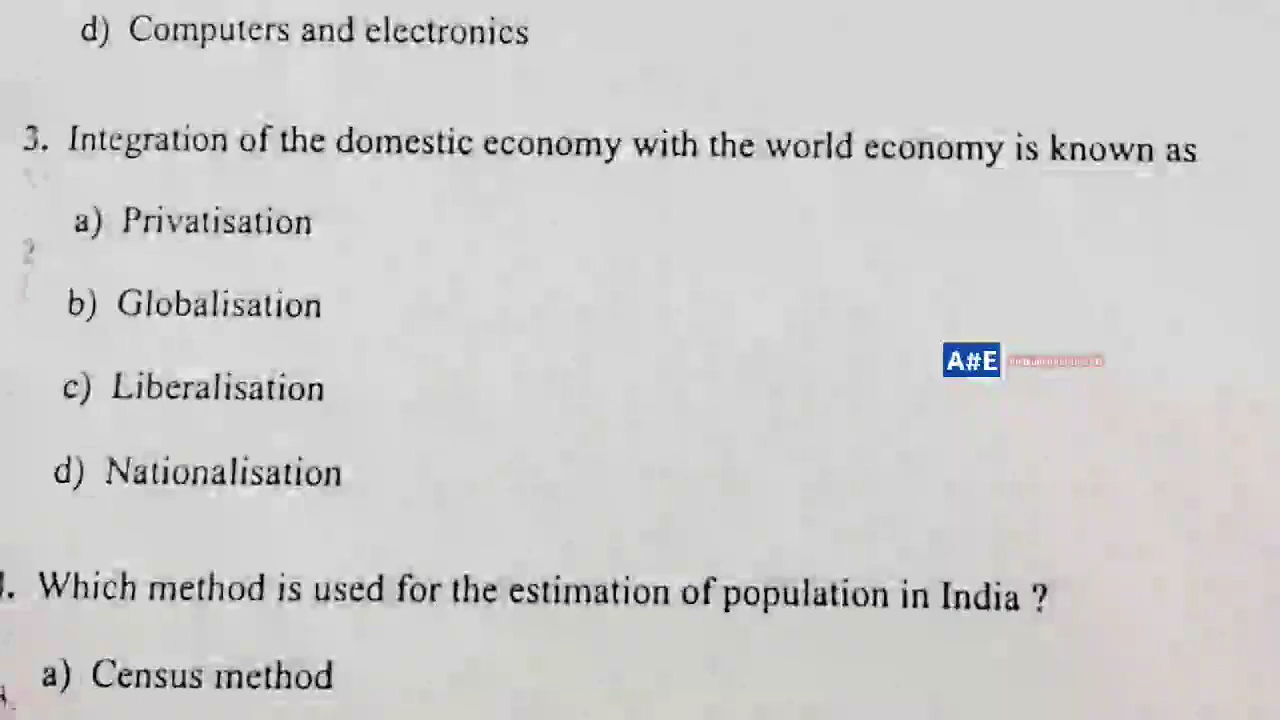 d) Computers and electronics
3. Integration of the domestic economy with the world economy is known as
a) Privatisation
b) Globalisation
A#E
c) Liberalisation
d) Nationalisation
. Which method is used for the estimation of population in India ?
a) Census method